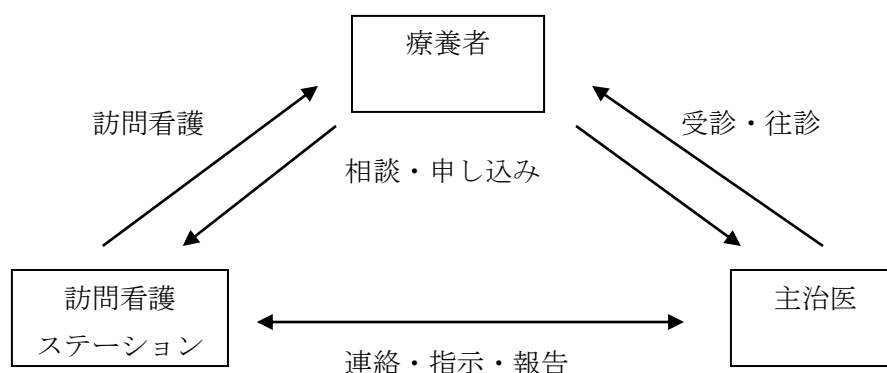 療養者
訪問看護
受診・往診
相談・申し込み
訪問看護
ステーション
主治医
連絡・指示・報告